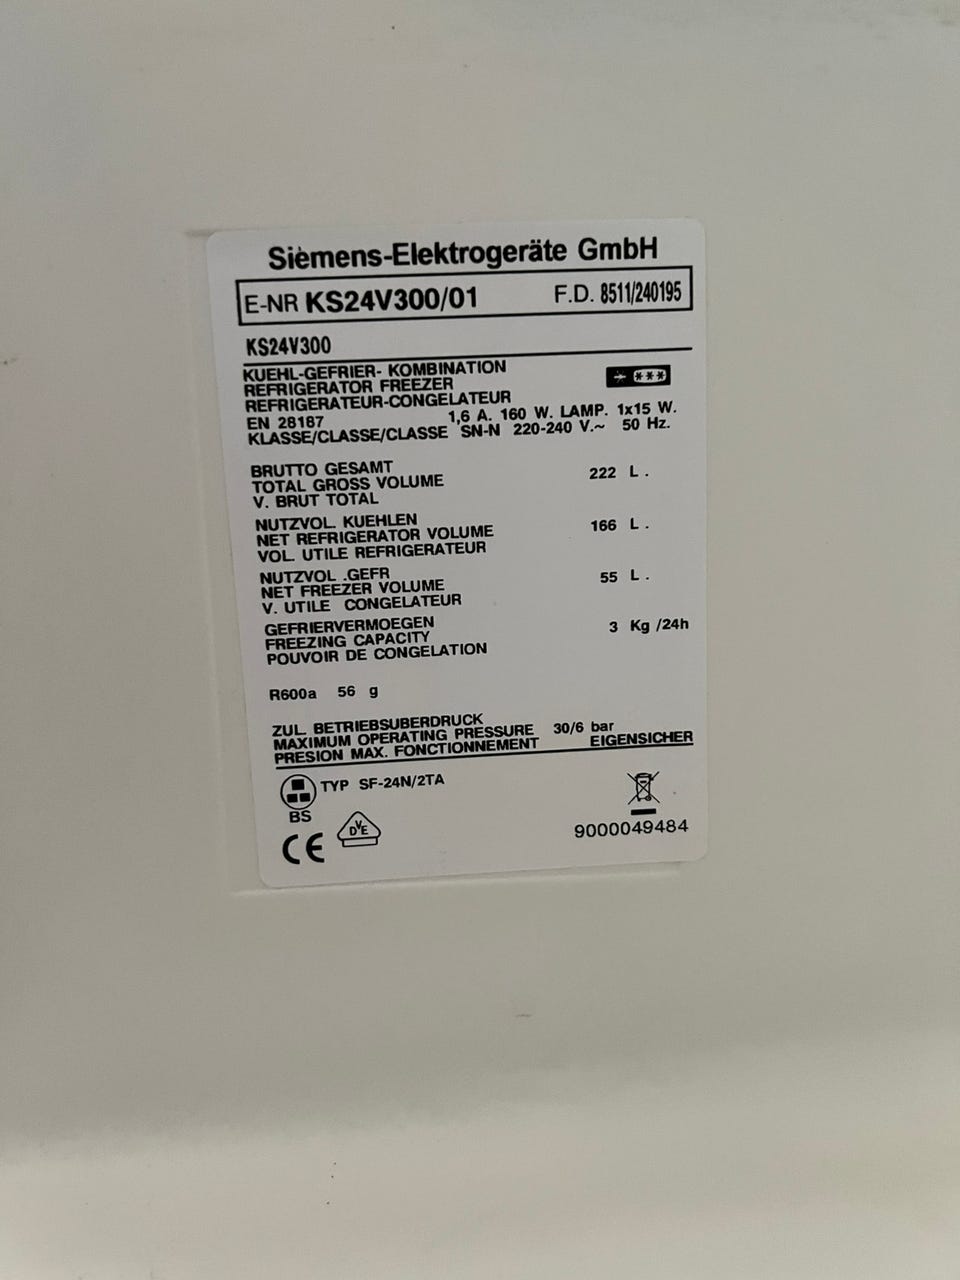 Siemens-Elektrogeräte GmbH
E-NR KS24V300/01 F.D. 8511/240195
KS24V300
KUEHL-GEFRIER- KOMBINATION
REFRIGERATOR FREEZER
REFRIGERATEUR-CONGELATEUR
EN 28187 1,6 A. 160 W. LAMP. 1x15 W.
KLASSE/CLASSE/CLASSE SN-N 220-240 V.~ 50 Hz.
BRUTTO GESAMT
TOTAL GROSS VOLUME 222 L.
V. BRUT TOTAL
NUTZVOL. KUEHLEN
NET REFRIGERATOR VOLUME 166 L.
VOL. UTILE REFRIGERATEUR
NUTZVOL .GEFR
NET FREEZER VOLUME 55 L.
V. UTILE CONGELATEUR
GEFRIERVERMOEGEN
FREEZING CAPACITY 3 Kg /24h
POUVOIR DE CONGELATION
R600a 56 g
ZUL. BETRIEBSUBERDRUCK
MAXIMUM OPERATING PRESSURE 30/6 bar
PRESION MAX. FONCTIONNEMENT EIGENSICHER
TYP SF-24N/2TA
BS
CE DVE 9000049484